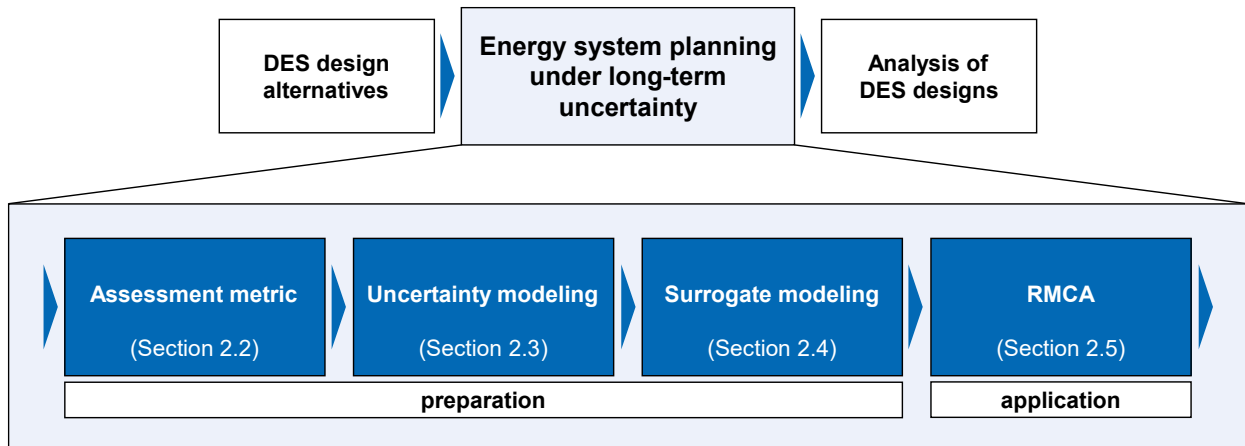 DES design
alternatives
Energy system planning
under long-term
uncertainty
Analysis of
DES designs
Assessment metric
(Section 2.2)
Uncertainty modeling
(Section 2.3)
Surrogate modeling
(Section 2.4)
RMCA
(Section 2.5)
preparation
application